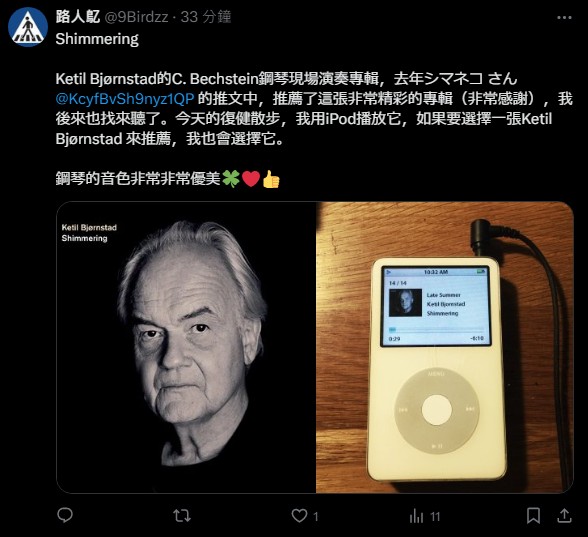 路人鳦 @9Birdzz · 33 分鐘
Shimmering
Ketil Bjørnstad的C. Bechstein鋼琴現場演奏專輯，去年シマネコ さん
@KcyfBvSh9nyz1QP 的推文中，推薦了這張非常精彩的專輯（非常感謝），我
後來也找來聽了。今天的復健散步，我用iPod播放它，如果要選擇一張Ketil
Bjørnstad 來推薦，我也會選擇它。
鋼琴的音色非常非常優美🍀❤️👍
Ketil Bjørnstad
Shimmering
10:32 AM
14 / 14
Late Summer
Ketil Bjornstad
Shimmering
0:29
-6:10
MENU
1
11